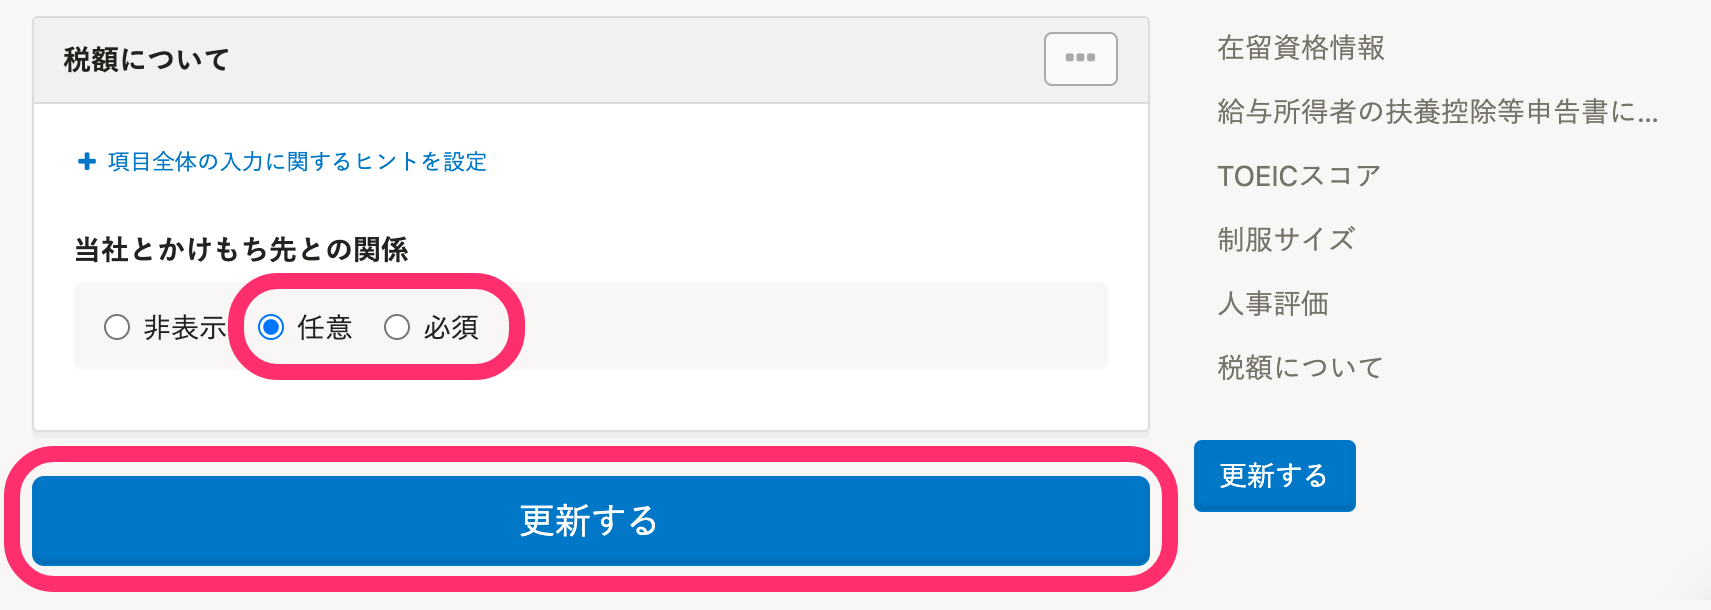 税額について
項目全体の入力に関するヒントを設定
当社とかけもち先との関係
非表示 任意 必須
更新する
在留資格情報
給与所得者の扶養控除等申告書に...
TOEICスコア
制服サイズ
人事評価
税額について
更新する